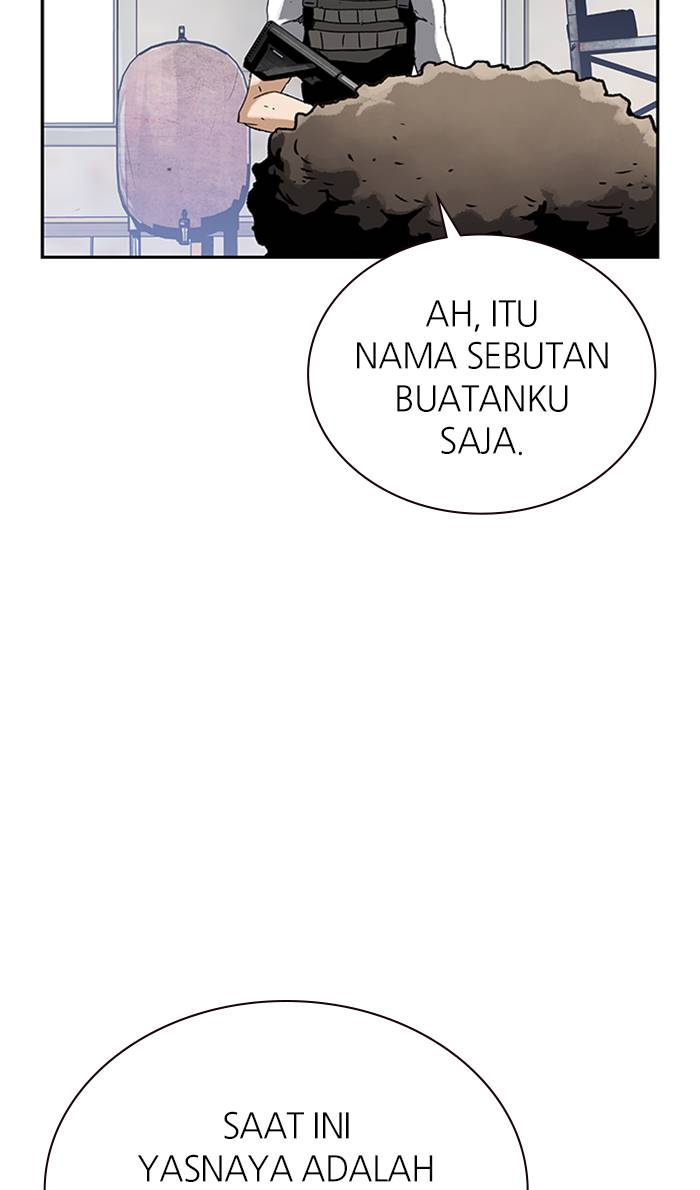 AH, ITU
NAMA SEBUTAN
BUATANKU
SAJA.
SAAT INI
YASNAYA ADALAH